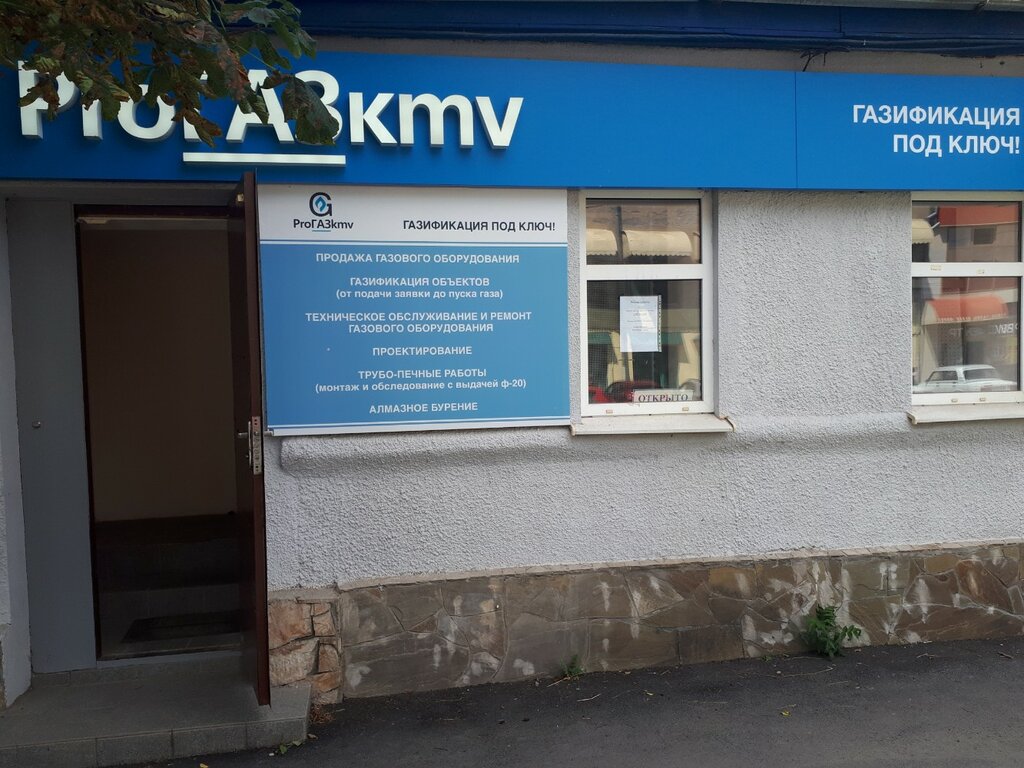 ProГАЗкmv
ГАЗИФИКАЦИЯ
ПОД КЛЮЧ!
G
ProГАЗkmv
ГАЗИФИКАЦИЯ ПОД КЛЮЧ!
ПРОДАЖА ГАЗОВОГО ОБОРУДОВАНИЯ
ГАЗИФИКАЦИЯ ОБЪЕКТОВ
(от подачи заявки до пуска газа)
ТЕХНИЧЕСКОЕ ОБСЛУЖИВАНИЕ И РЕМОНТ
ГАЗОВОГО ОБОРУДОВАНИЯ
ПРОЕКТИРОВАНИЕ
ТРУБО-ПЕЧНЫЕ РАБОТЫ
(монтаж и обследование с выдачей ф-20)
АЛМАЗНОЕ БУРЕНИЕ
ОТКРЫТО